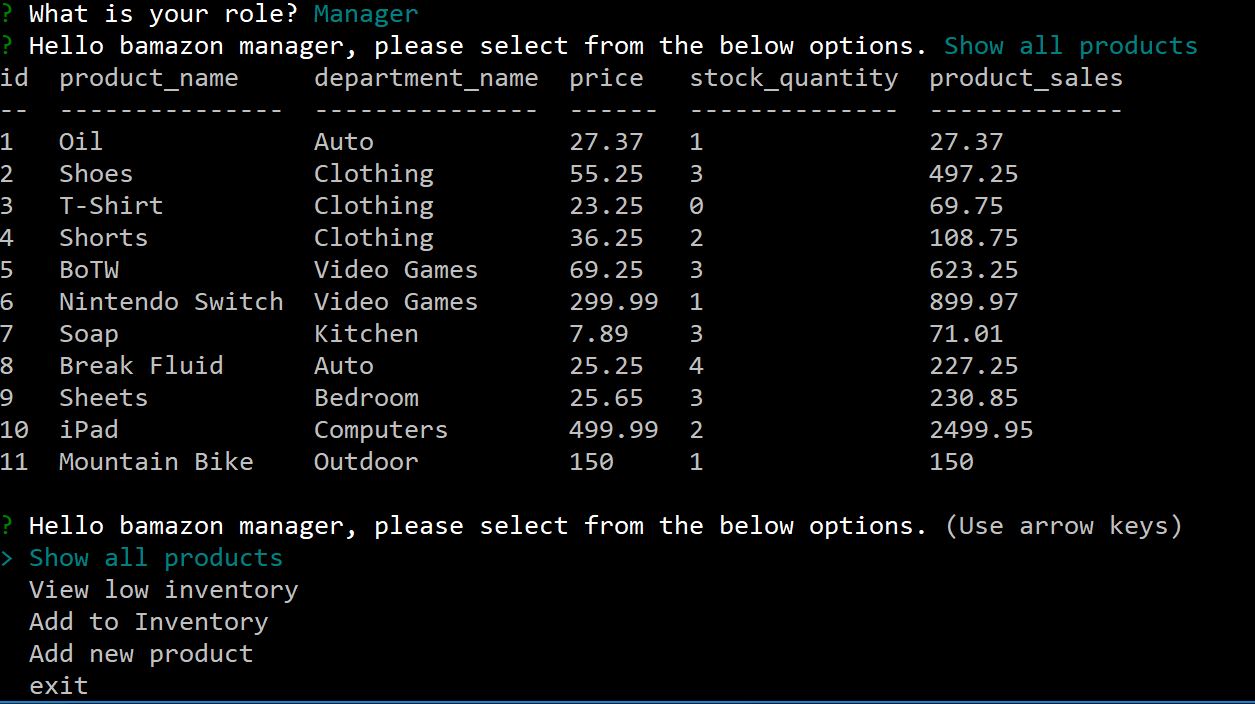 ? What is your role? Manager
? Hello bamazon manager, please select from the below options. Show all products
id  product_name     department_name  price   stock_quantity  product_sales
--  ---------------  ---------------  ------  --------------  -------------
1   Oil              Auto             27.37   1               27.37
2   Shoes            Clothing         55.25   3               497.25
3   T-Shirt          Clothing         23.25   0               69.75
4   Shorts           Clothing         36.25   2               108.75
5   BoTW             Video Games      69.25   3               623.25
6   Nintendo Switch  Video Games      299.99  1               899.97
7   Soap             Kitchen          7.89    3               71.01
8   Break Fluid      Auto             25.25   4               227.25
9   Sheets           Bedroom          25.65   3               230.85
10  iPad             Computers        499.99  2               2499.95
11  Mountain Bike    Outdoor          150     1               150

? Hello bamazon manager, please select from the below options. (Use arrow keys)
> Show all products
  View low inventory
  Add to Inventory
  Add new product
  exit